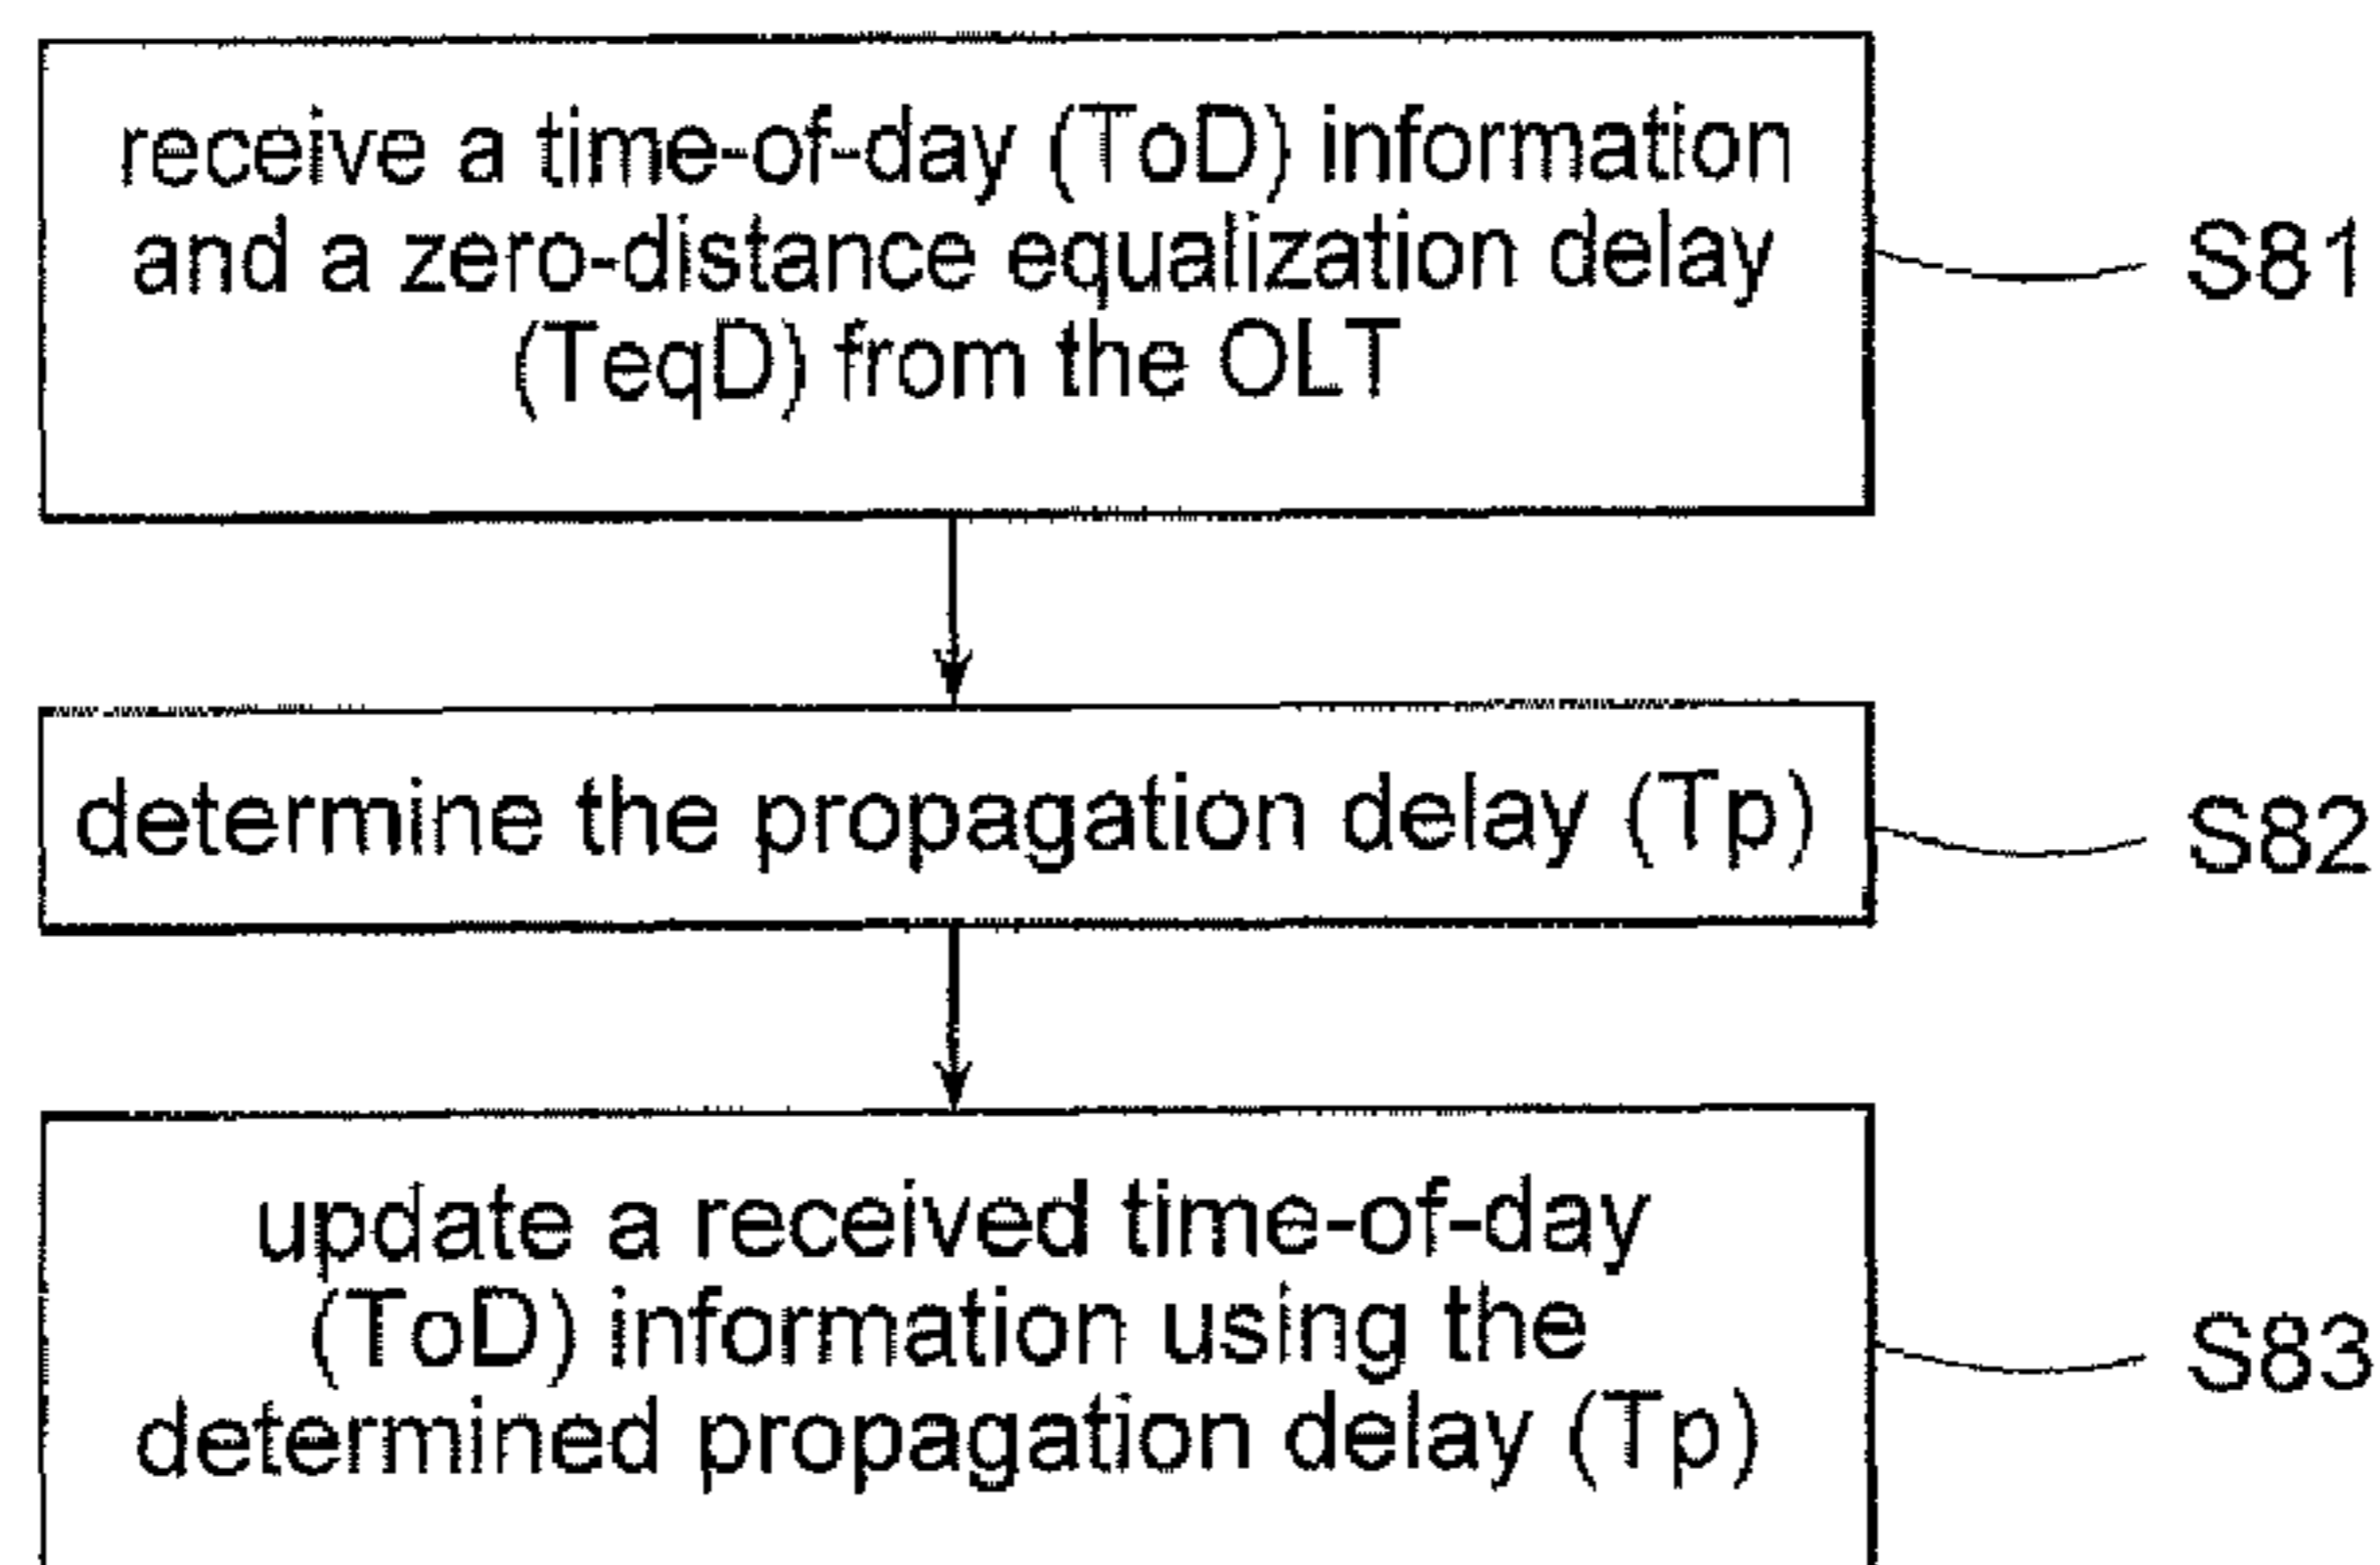 receive a time-of-day (ToD) information
and a zero-distance equalization delay
(TeqD) from the OLT
S81
determine the propagation delay (Tp)
S82
update a received time-of-day
(ToD) information using the
determined propagation delay (Tp)
S83